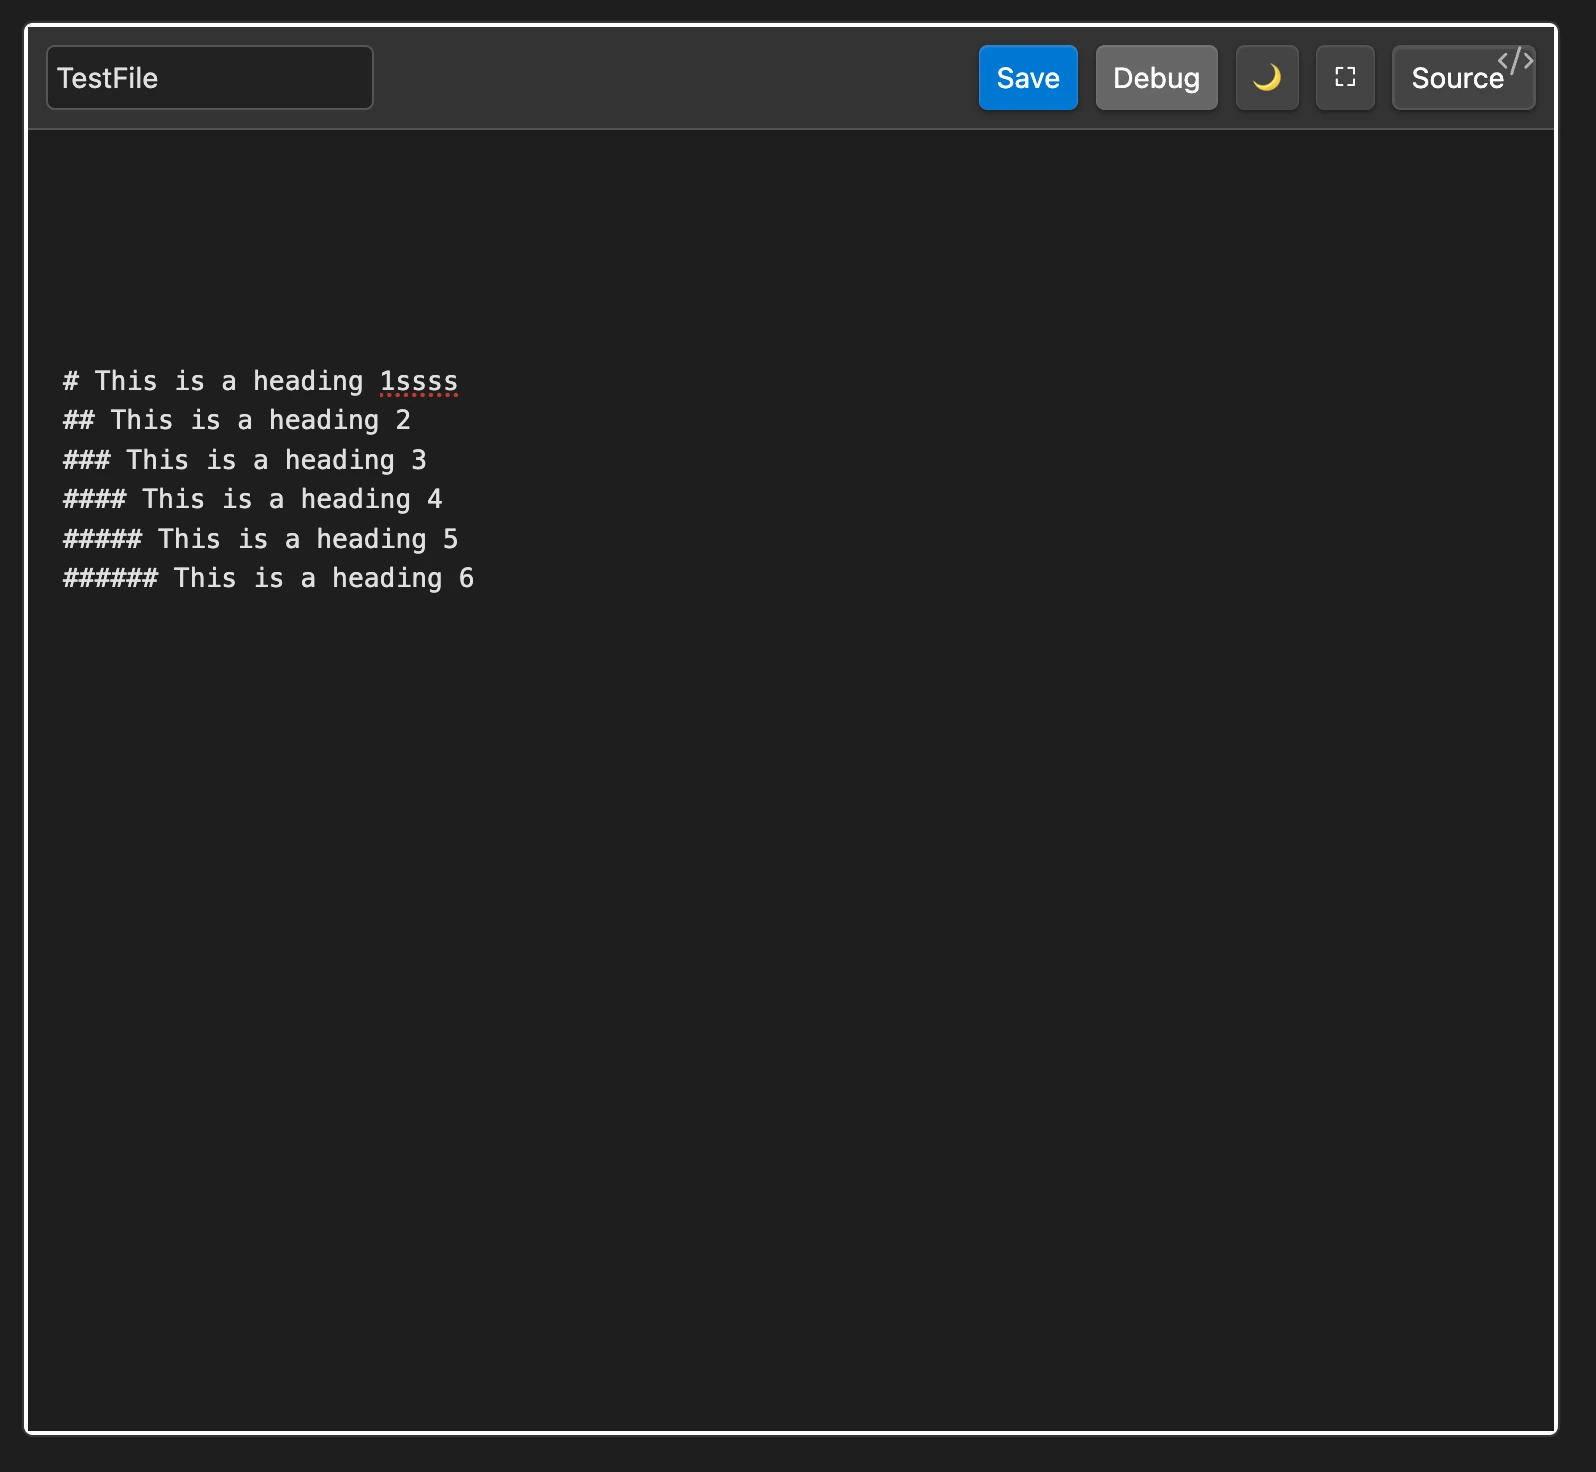 TestFile
Save Debug Source </>
# This is a heading 1ssss
## This is a heading 2
### This is a heading 3
#### This is a heading 4
##### This is a heading 5
###### This is a heading 6